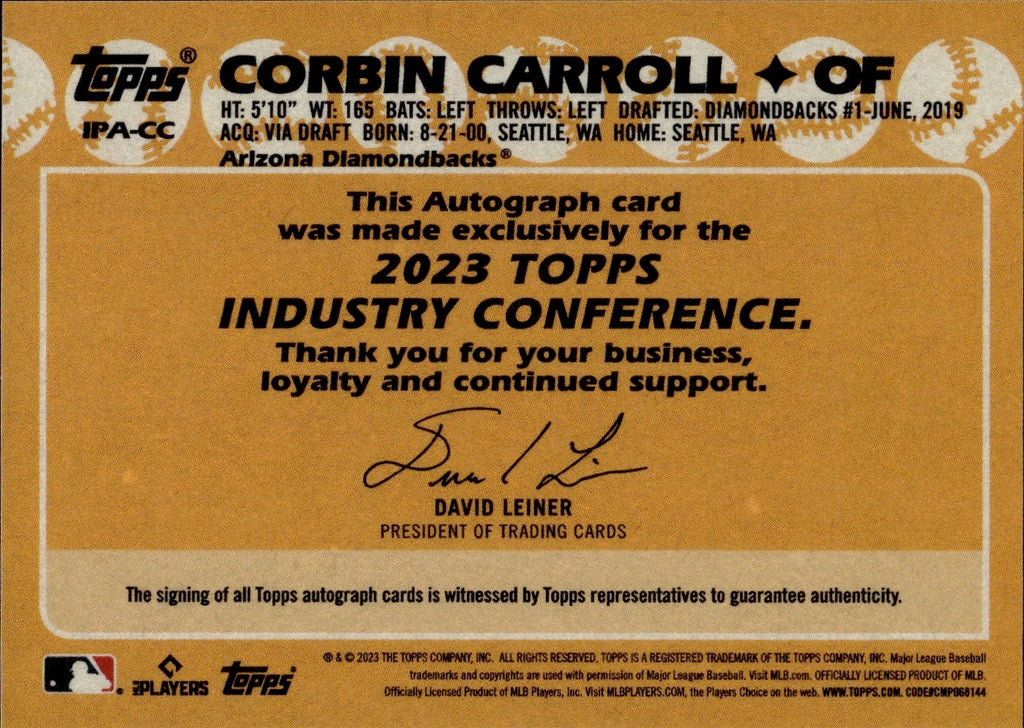 Topps®
IPA-CC
CORBIN CARROLL ✦ OF
HT: 5'10" WT: 165 BATS: LEFT THROWS: LEFT DRAFTED: DIAMONDBACKS #1-JUNE, 2019
ACQ: VIA DRAFT BORN: 8-21-00, SEATTLE, WA HOME: SEATTLE, WA
Arizona Diamondbacks®
This Autograph card
was made exclusively for the
2023 TOPPS
INDUSTRY CONFERENCE.
Thank you for your business,
loyalty and continued support.
DAVID LEINER
PRESIDENT OF TRADING CARDS
The signing of all Topps autograph cards is witnessed by Topps representatives to guarantee authenticity.
MLB PLAYERS
Topps®
® & © 2023 THE TOPPS COMPANY, INC. ALL RIGHTS RESERVED. TOPPS IS A REGISTERED TRADEMARK OF THE TOPPS COMPANY, INC. Major League Baseball
trademarks and copyrights are used with permission of Major League Baseball. Visit MLB.com. OFFICIALLY LICENSED PRODUCT OF MLB.
Officially Licensed Product of MLB Players, Inc. Visit MLBPLAYERS.COM, the Players Choice on the web. WWW.TOPPS.COM. CODE#CMP068144